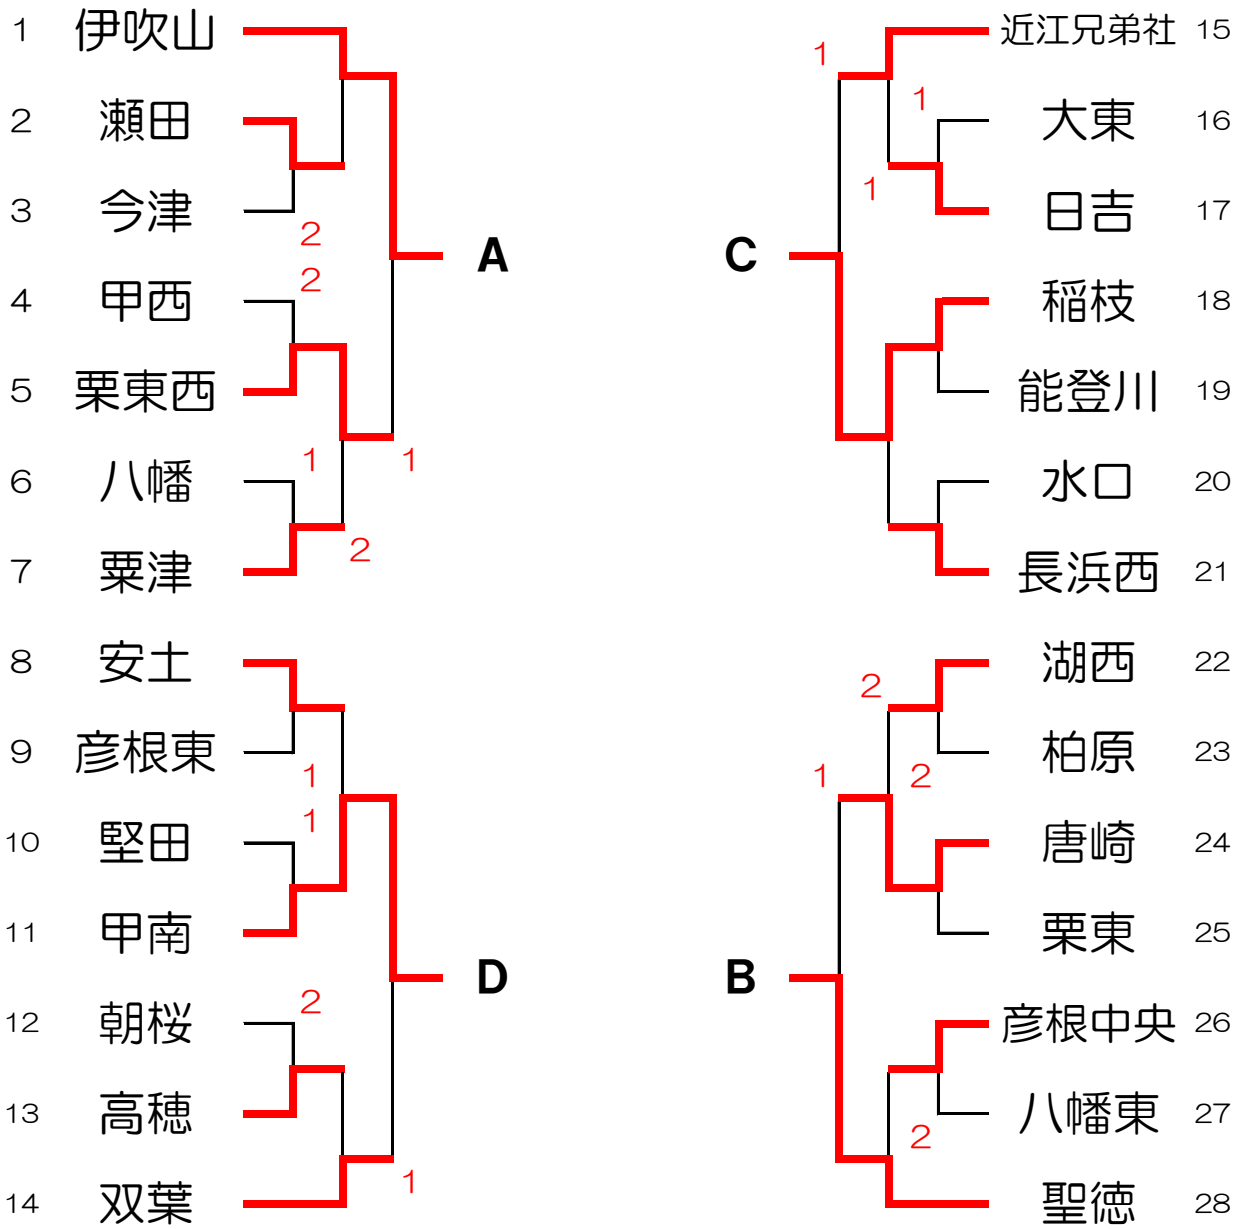 1 伊吹山
2 瀬田
3 今津
2
2
4 甲西
5 栗東西
1
1
6 八幡
2
7 粟津
A
8 安土
9 彦根東
1
1
10 堅田
11 甲南
2
12 朝桜
13 高穂
1
14 双葉
D
近江兄弟社 15
1
1
大東 16
1
日吉 17
C
稲枝 18
能登川 19
水口 20
長浜西 21
湖西 22
2
柏原 23
1
2
唐崎 24
栗東 25
B
彦根中央 26
八幡東 27
2
聖徳 28